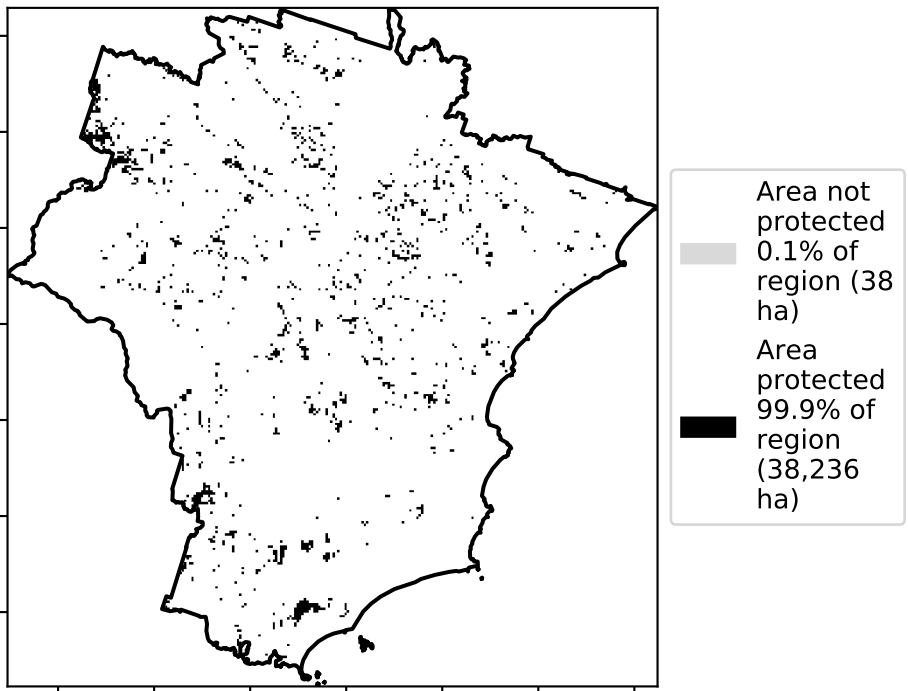 Area not
protected
0.1% of
region (38
ha)
Area
protected
99.9% of
region
(38,236
ha)